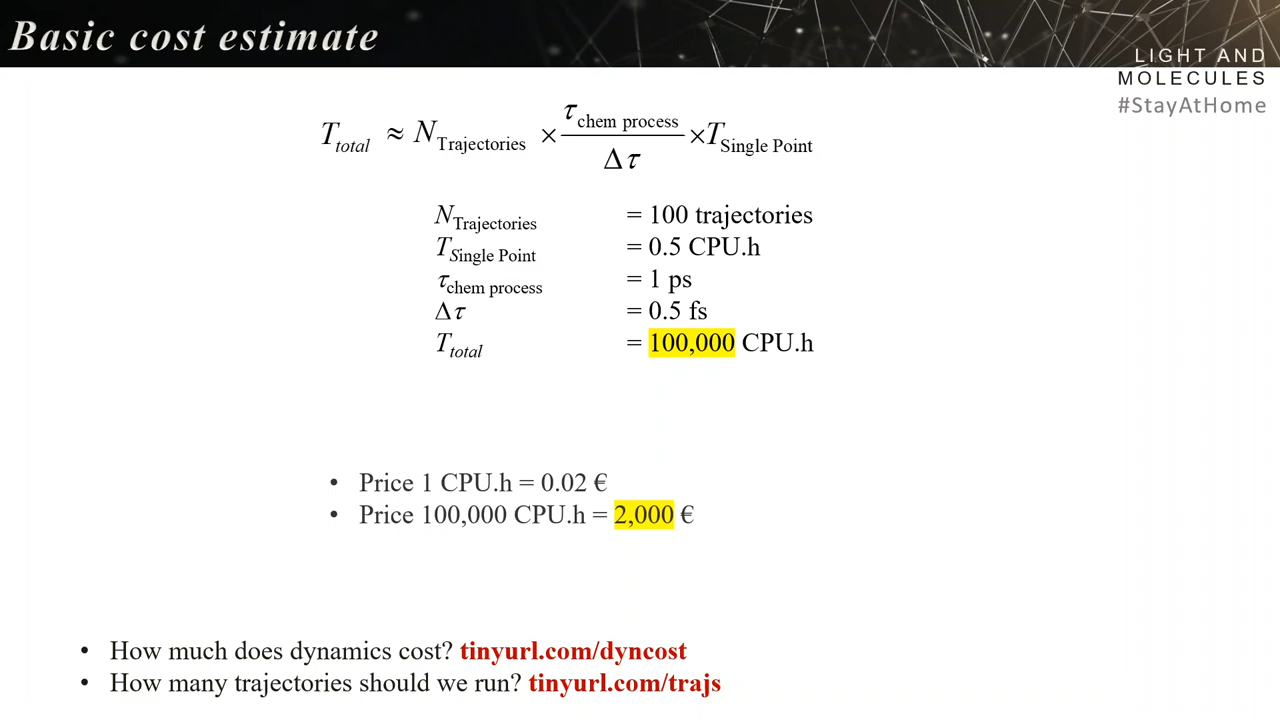 Basic cost estimate
LIGHT AND
MOLECULES
#StayAtHome
T_total ≈ N_Trajectories × τ_chem process / Δτ × T_Single Point
N_Trajectories = 100 trajectories
T_Single Point = 0.5 CPU.h
τ_chem process = 1 ps
Δτ = 0.5 fs
T_total = 100,000 CPU.h
• Price 1 CPU.h = 0.02 €
• Price 100,000 CPU.h = 2,000 €
• How much does dynamics cost? tinyurl.com/dyncost
• How many trajectories should we run? tinyurl.com/trajs